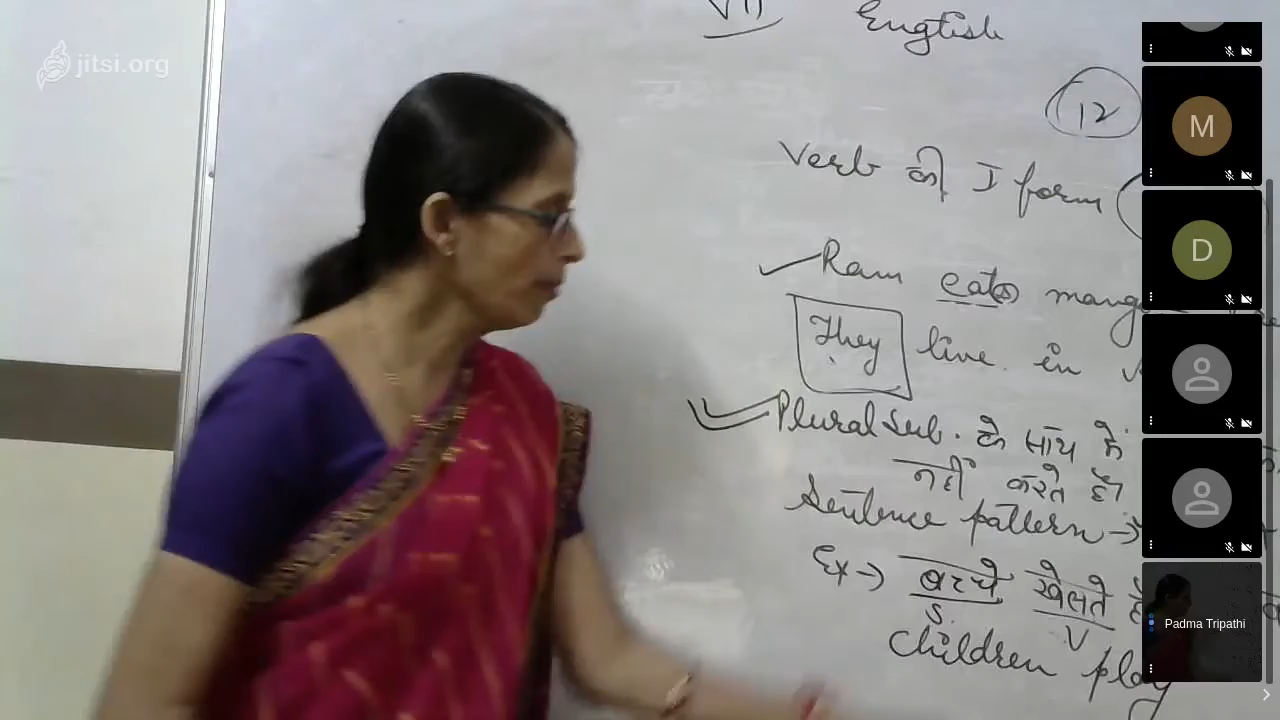 jitsi.org
VII English
12
Verb की I form
Ram eats
They live in
Plural Sub. के साथ
नहीं करते हैं।
Sentence pattern →
Ex → बच्चे खेलते
S. V
Children play
M
D
Padma Tripathi